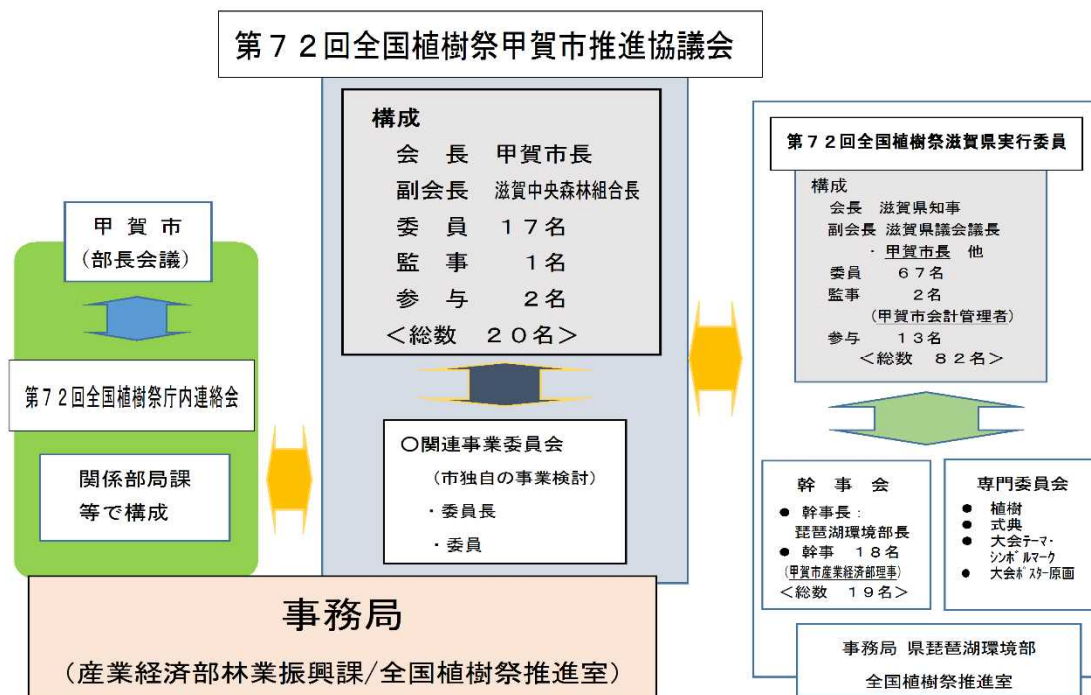 第７２回全国植樹祭甲賀市推進協議会
構成
会　長　甲賀市長
副会長　滋賀中央森林組合長
委　員　１７名
監　事　１名
参　与　２名
＜総数　２０名＞
〇関連事業委員会
(市独自の事業検討)
・委員長
・委員
甲 賀 市
(部長会議)
第７２回全国植樹祭庁内連絡会
関係部局課
等で構成
事務局
(産業経済部林業振興課/全国植樹祭推進室)
第７２回全国植樹祭滋賀県実行委員
構成
会長　滋賀県知事
副会長 滋賀県議会議長
・ 甲賀市長　他
委員　６７名
監事　２名
(甲賀市会計管理者)
参与　１３名
＜総数　８２名＞
幹　事　会
● 幹事長：
琵琶湖環境部長
● 幹事　１８名
(甲賀市産業経済部理事)
＜総数　１９名＞
専門委員会
● 植樹
● 式典
● 大会ﾃｰﾏ・
ｼﾝﾎﾞﾙﾏｰｸ
● 大会ﾎﾟｽﾀｰ原画
事務局 県琵琶湖環境部
全国植樹祭推進室